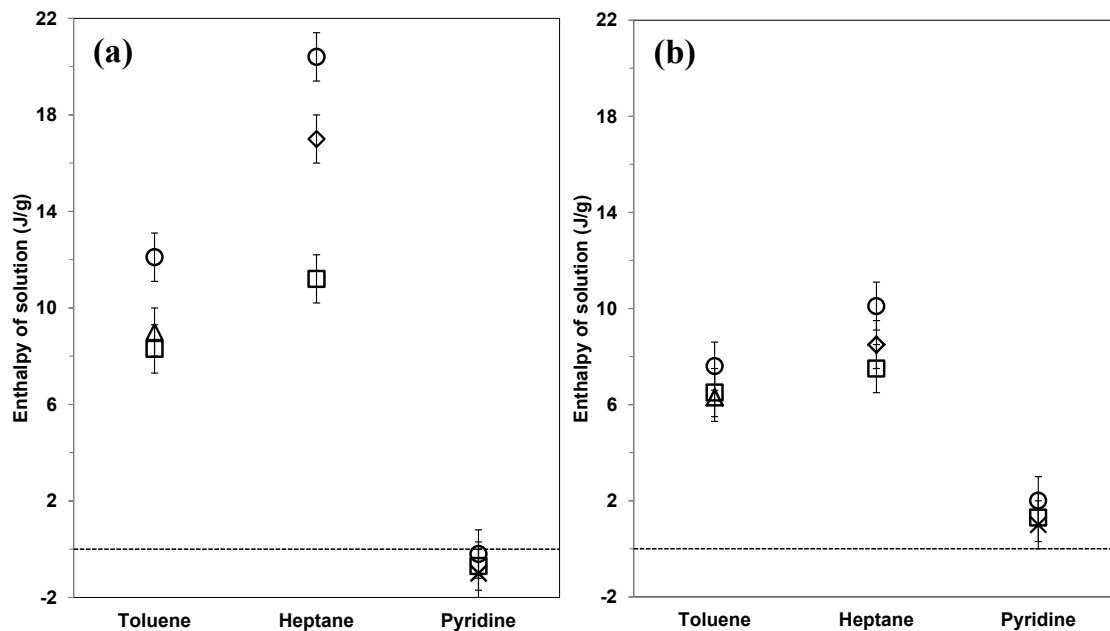 (a)
Enthalpy of solution (J/g)
22
18
14
10
6
2
-2
Toluene Heptane Pyridine
(b)
Enthalpy of solution (J/g)
22
18
14
10
6
2
-2
Toluene Heptane Pyridine